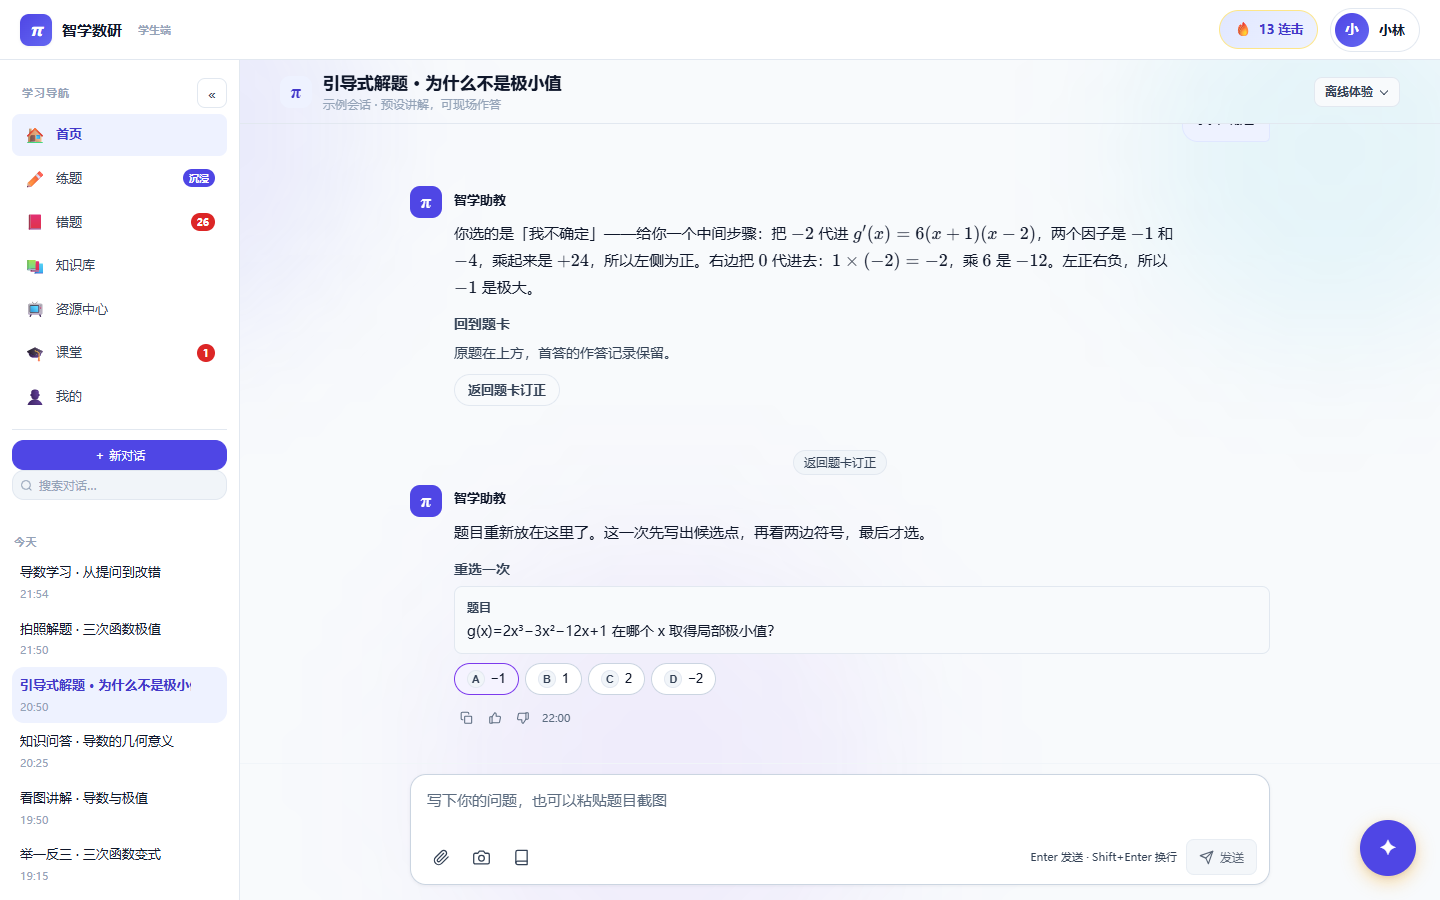 π 智学数研 学生端
13 连击
小 小林
学习导航
«
首页
练题 沉浸
错题 26
知识库
资源中心
课堂 1
我的
+ 新对话
搜索对话...
今天
导数学习 · 从提问到改错
21:54
拍照解题 · 三次函数极值
21:50
引导式解题 • 为什么不是极小
20:50
知识问答 · 导数的几何意义
20:25
看图讲解 · 导数与极值
19:50
举一反三 · 三次函数变式
19:15
π 引导式解题 • 为什么不是极小值
示例会话 · 预设讲解，可现场作答
离线体验
π 智学助教
你选的是「我不确定」——给你一个中间步骤：把 −2 代进 g′(x) = 6(x + 1)(x − 2)，两个因子是 −1 和
−4，乘起来是 +24，所以左侧为正。右边把 0 代进去：1 × (−2) = −2，乘 6 是 −12。左正右负，所以
−1 是极大。
回到题卡
原题在上方，首答的作答记录保留。
返回题卡订正
返回题卡订正
π 智学助教
题目重新放在这里了。这一次先写出候选点，再看两边符号，最后才选。
重选一次
题目
g(x)=2x³−3x²−12x+1 在哪个 x 取得局部极小值？
A −1 B 1 C 2 D −2
22:00
写下你的问题，也可以粘贴题目截图
Enter 发送 · Shift+Enter 换行 发送